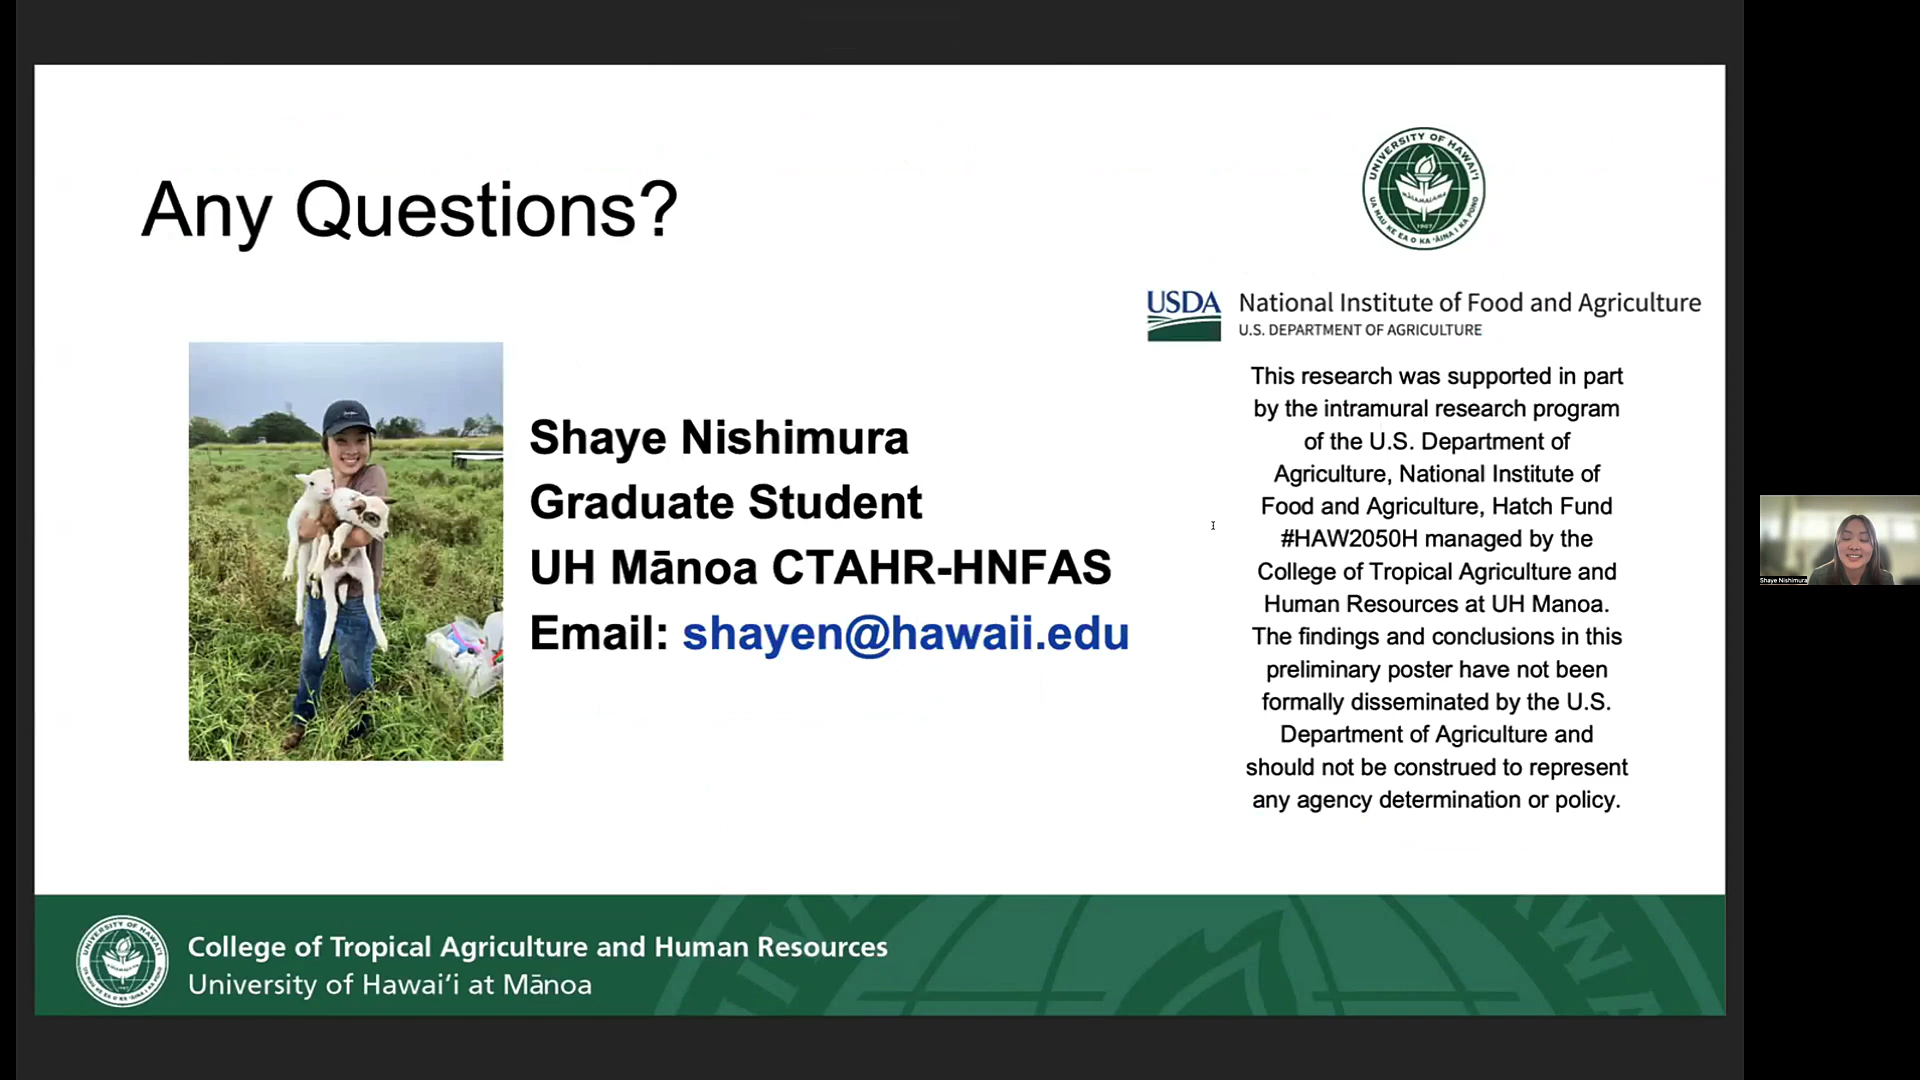 Any Questions?
UNIVERSITY OF HAWAI‘I
MALAMALAMA
1907
UA MAU KE EA O KA ʻĀINA I KA PONO
USDA
National Institute of Food and Agriculture
U.S. DEPARTMENT OF AGRICULTURE
Shaye Nishimura
Graduate Student
UH Mānoa CTAHR-HNFAS
Email: shayen@hawaii.edu
This research was supported in part
by the intramural research program
of the U.S. Department of
Agriculture, National Institute of
Food and Agriculture, Hatch Fund
#HAW2050H managed by the
College of Tropical Agriculture and
Human Resources at UH Manoa.
The findings and conclusions in this
preliminary poster have not been
formally disseminated by the U.S.
Department of Agriculture and
should not be construed to represent
any agency determination or policy.
Shaye Nishimura
UNIVERSITY OF HAWAI‘I
College of Tropical Agriculture and Human Resources
University of Hawai‘i at Mānoa